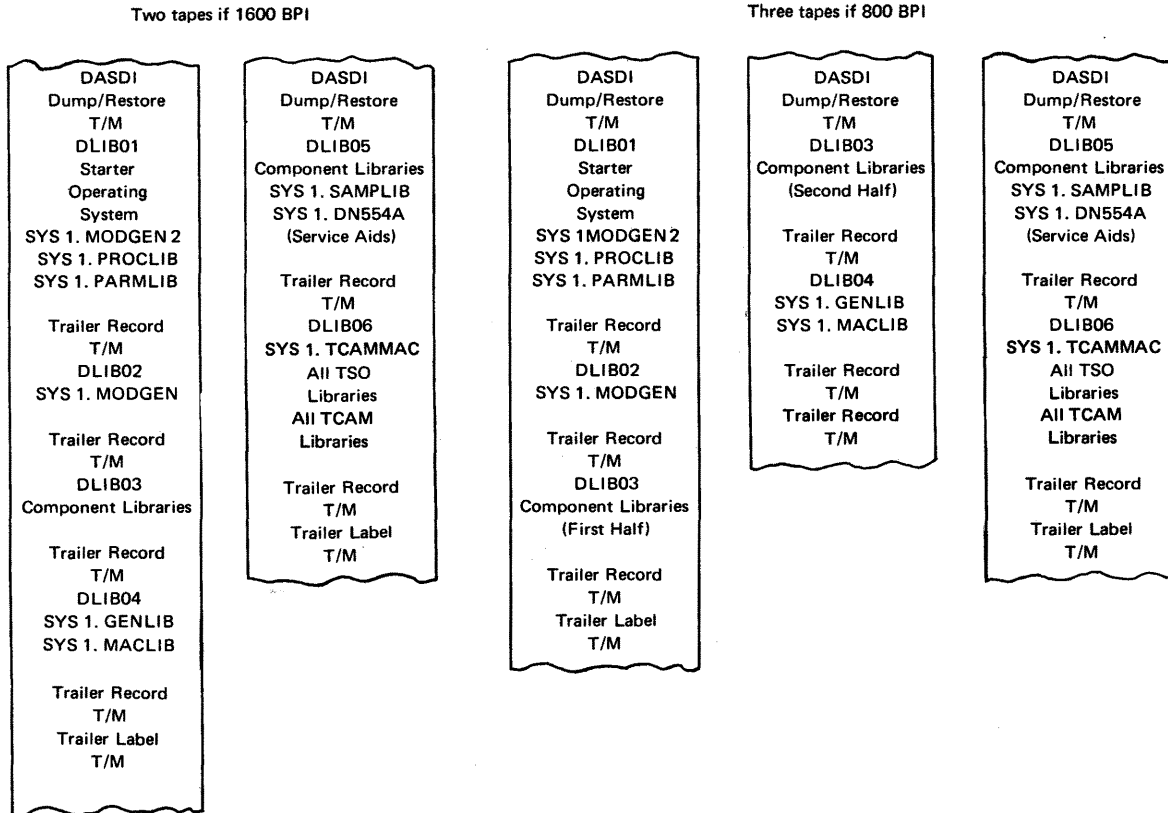 Two tapes if 1600 BPI
Three tapes if 800 BPI
DASDI
Dump/Restore
T/M
DLIB01
Starter
Operating
System
SYS 1. MODGEN 2
SYS 1. PROCLIB
SYS 1. PARMLIB
Trailer Record
T/M
DLIB02
SYS 1. MODGEN
Trailer Record
T/M
DLIB03
Component Libraries
Trailer Record
T/M
DLIB04
SYS 1. GENLIB
SYS 1. MACLIB
Trailer Record
T/M
Trailer Label
T/M
DASDI
Dump/Restore
T/M
DLIB05
Component Libraries
SYS 1. SAMPLIB
SYS 1. DN554A
(Service Aids)
Trailer Record
T/M
DLIB06
SYS 1. TCAMMAC
All TSO
Libraries
All TCAM
Libraries
Trailer Record
T/M
Trailer Label
T/M
DASDI
Dump/Restore
T/M
DLIB01
Starter
Operating
System
SYS 1MODGEN 2
SYS 1. PROCLIB
SYS 1. PARMLIB
Trailer Record
T/M
DLIB02
SYS 1. MODGEN
Trailer Record
T/M
DLIB03
Component Libraries
(First Half)
Trailer Record
T/M
Trailer Label
T/M
DASDI
Dump/Restore
T/M
DLIB03
Component Libraries
(Second Half)
Trailer Record
T/M
DLIB04
SYS 1. GENLIB
SYS 1. MACLIB
Trailer Record
T/M
Trailer Record
T/M
DASDI
Dump/Restore
T/M
DLIB05
Component Libraries
SYS 1. SAMPLIB
SYS 1. DN554A
(Service Aids)
Trailer Record
T/M
DLIB06
SYS 1. TCAMMAC
All TSO
Libraries
All TCAM
Libraries
Trailer Record
T/M
Trailer Label
T/M